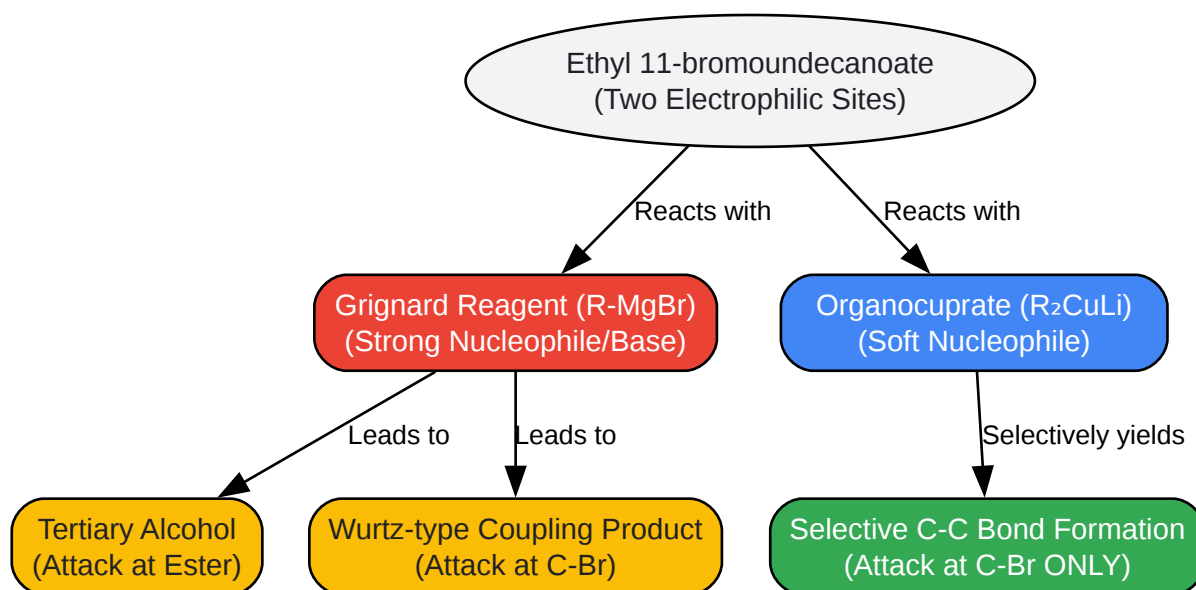 Ethyl 11-bromoundecanoate
(Two Electrophilic Sites)
Reacts with
Reacts with
Grignard Reagent (R-MgBr)
(Strong Nucleophile/Base)
Organocuprate (R₂CuLi)
(Soft Nucleophile)
Leads to
Leads to
Selectively yields
Tertiary Alcohol
(Attack at Ester)
Wurtz-type Coupling Product
(Attack at C-Br)
Selective C-C Bond Formation
(Attack at C-Br ONLY)